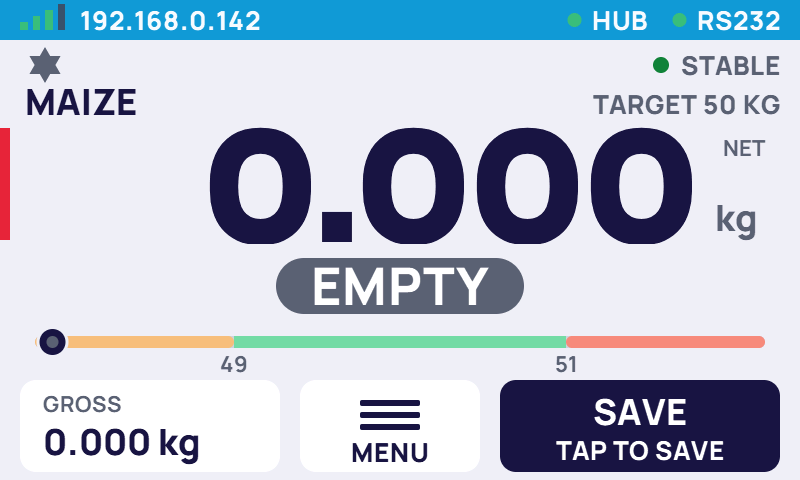 192.168.0.142
HUB
RS232
MAIZE
STABLE
TARGET 50 KG
0.000
NET
kg
EMPTY
49
51
GROSS
0.000 kg
MENU
SAVE
TAP TO SAVE